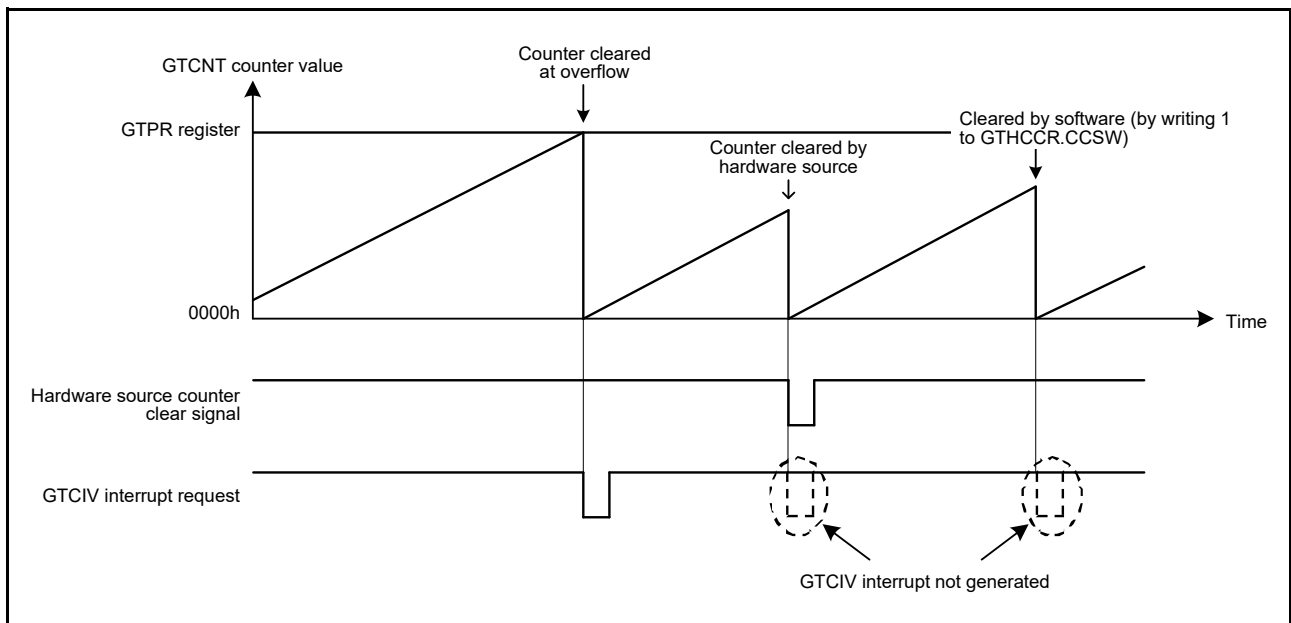 Counter cleared
at overflow
GTCNT counter value
GTPR register
Cleared by software (by writing 1
to GTHCCR.CCSW)
Counter cleared by
hardware source
0000h
Time
Hardware source counter
clear signal
GTCIV interrupt request
GTCIV interrupt not generated